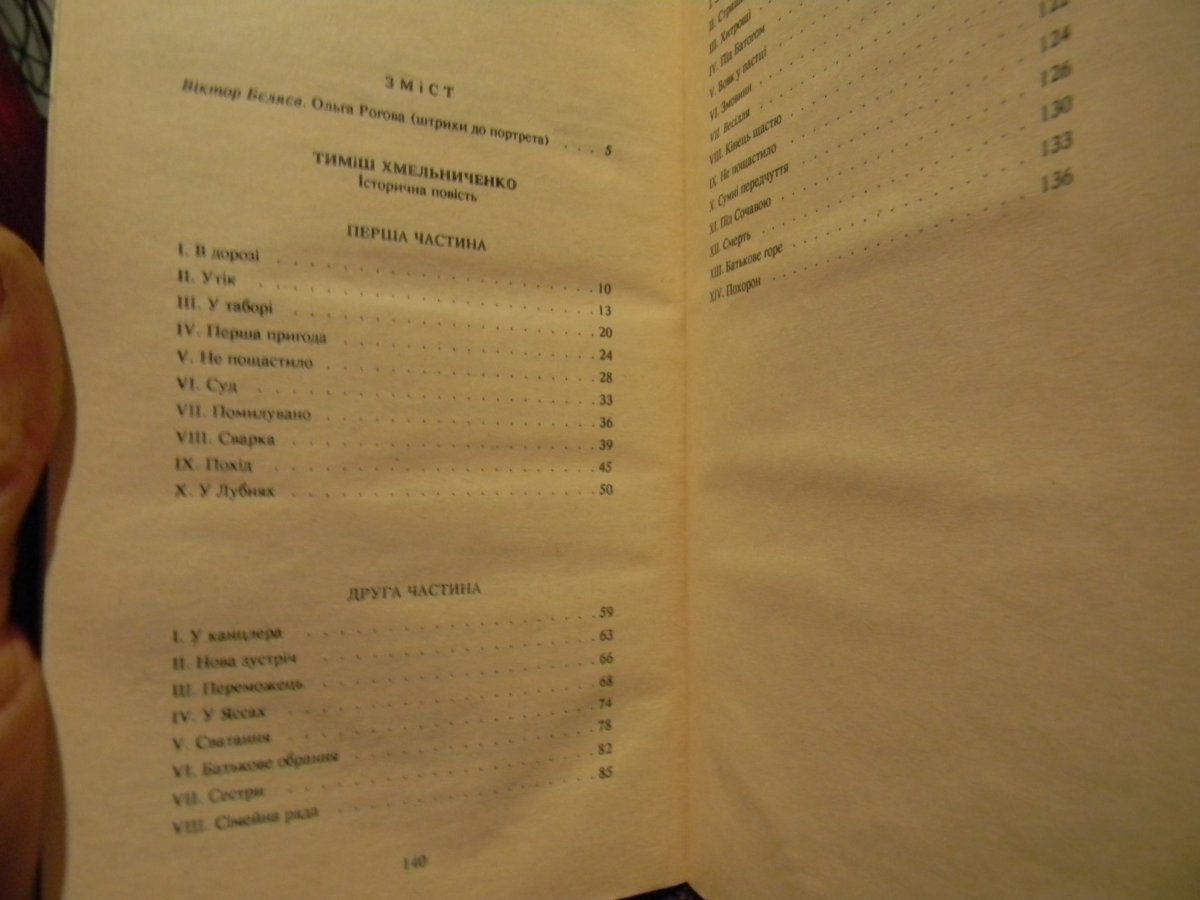 ЗМІСТ
Віктор Бєляєв. Ольга Рогова (штрихи до портрета) . . . 5
ТИМІШ ХМЕЛЬНИЧЕНКО
Історична повість
ПЕРША ЧАСТИНА
I. В дорозі . . . 10
II. Утік . . . 13
III. У таборі . . . 20
IV. Перша пригода . . . 24
V. Не пощастило . . . 28
VI. Суд . . . 33
VII. Помилувано . . . 36
VIII. Сварка . . . 39
IX. Похід . . . 45
X. У Лубнях . . . 50
ДРУГА ЧАСТИНА
I. У канцлера . . . 59
II. Нова зустріч . . . 63
III. Переможець . . . 66
IV. У Яссах . . . 68
V. Сватання . . . 74
VI. Батькове обрання . . . 78
VII. Сестри . . . 82
VIII. Сімейна рада . . . 85
140
II.
III. Хитрощі
IV. Під Батогом
V. Вовк у пастці
VI. Змовини
VII. Весілля
VIII. Кінець щастю
IX. Не пощастило . . . 122
X. Сумні передчуття . . . 124
XI. Під Сочавою . . . 126
XII. Смерть . . . 130
XIII. Батькове горе . . . 133
XIV. Похорон . . . 136